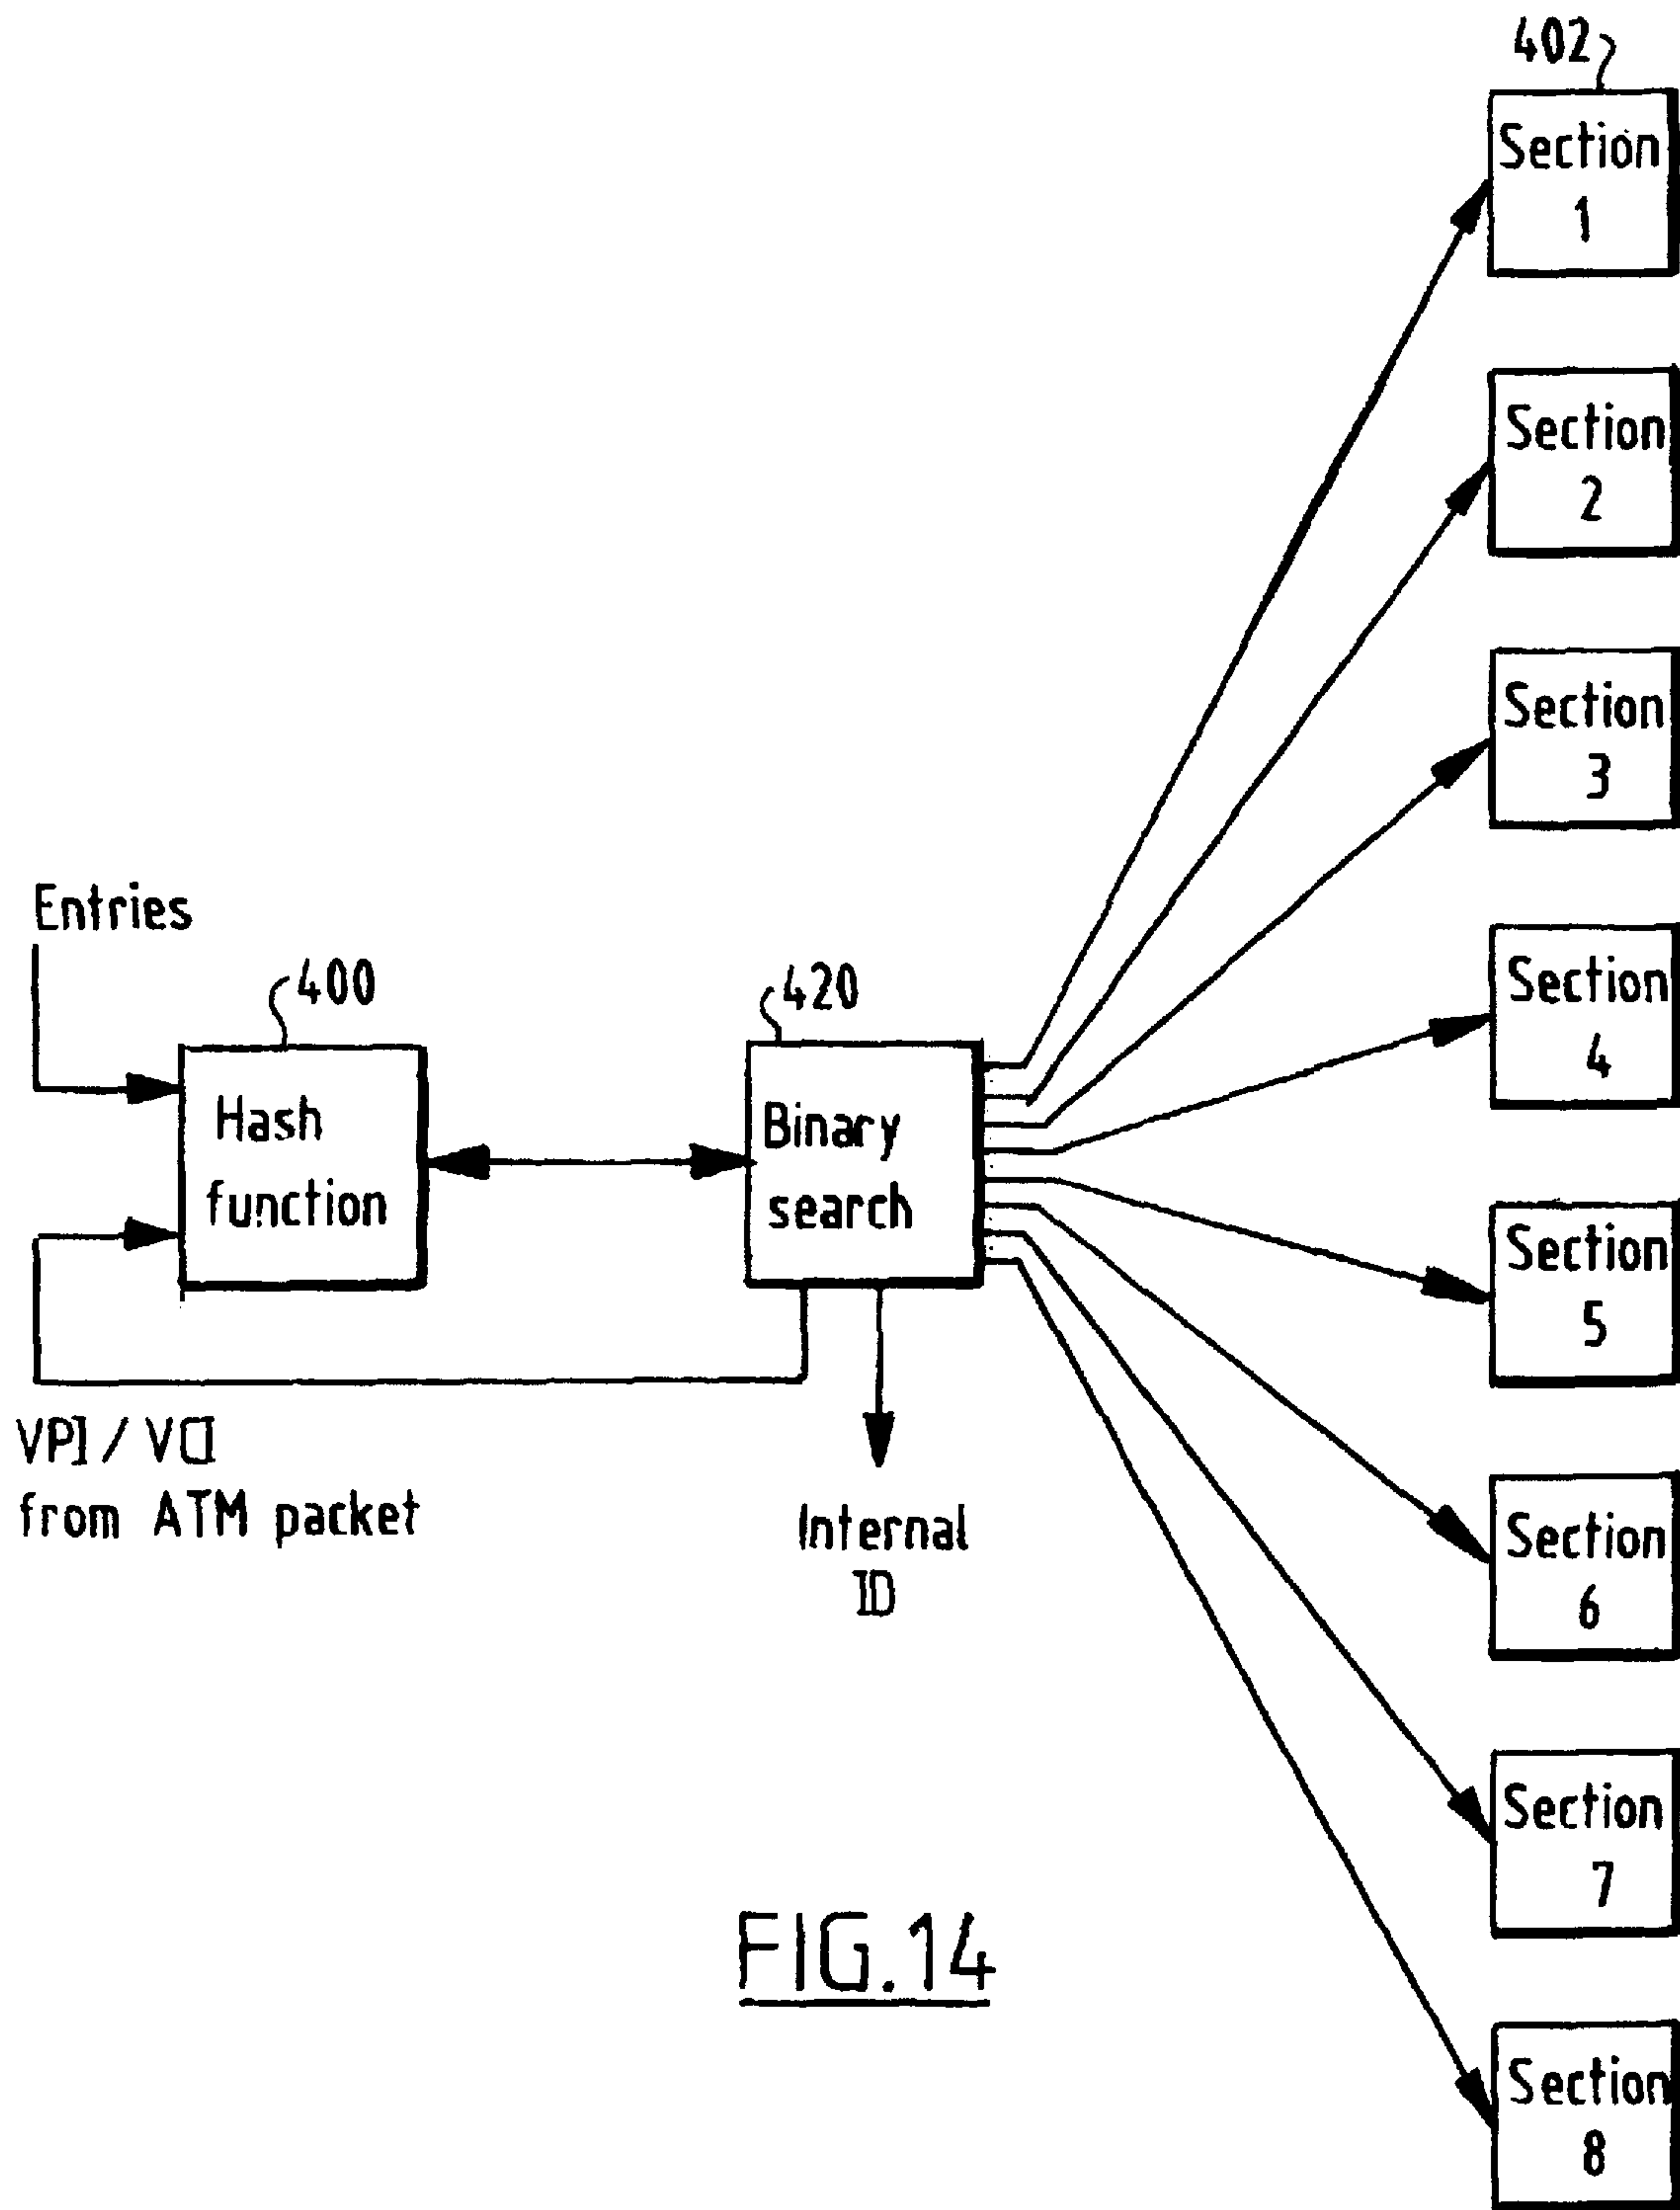 402
Section
1
Section
2
Section
3
Entries
Section
4
400
420
Hash
function
Binary
search
Section
5
VPI / VCI
from ATM packet
Internal
ID
Section
6
Section
7
FIG.14
Section
8